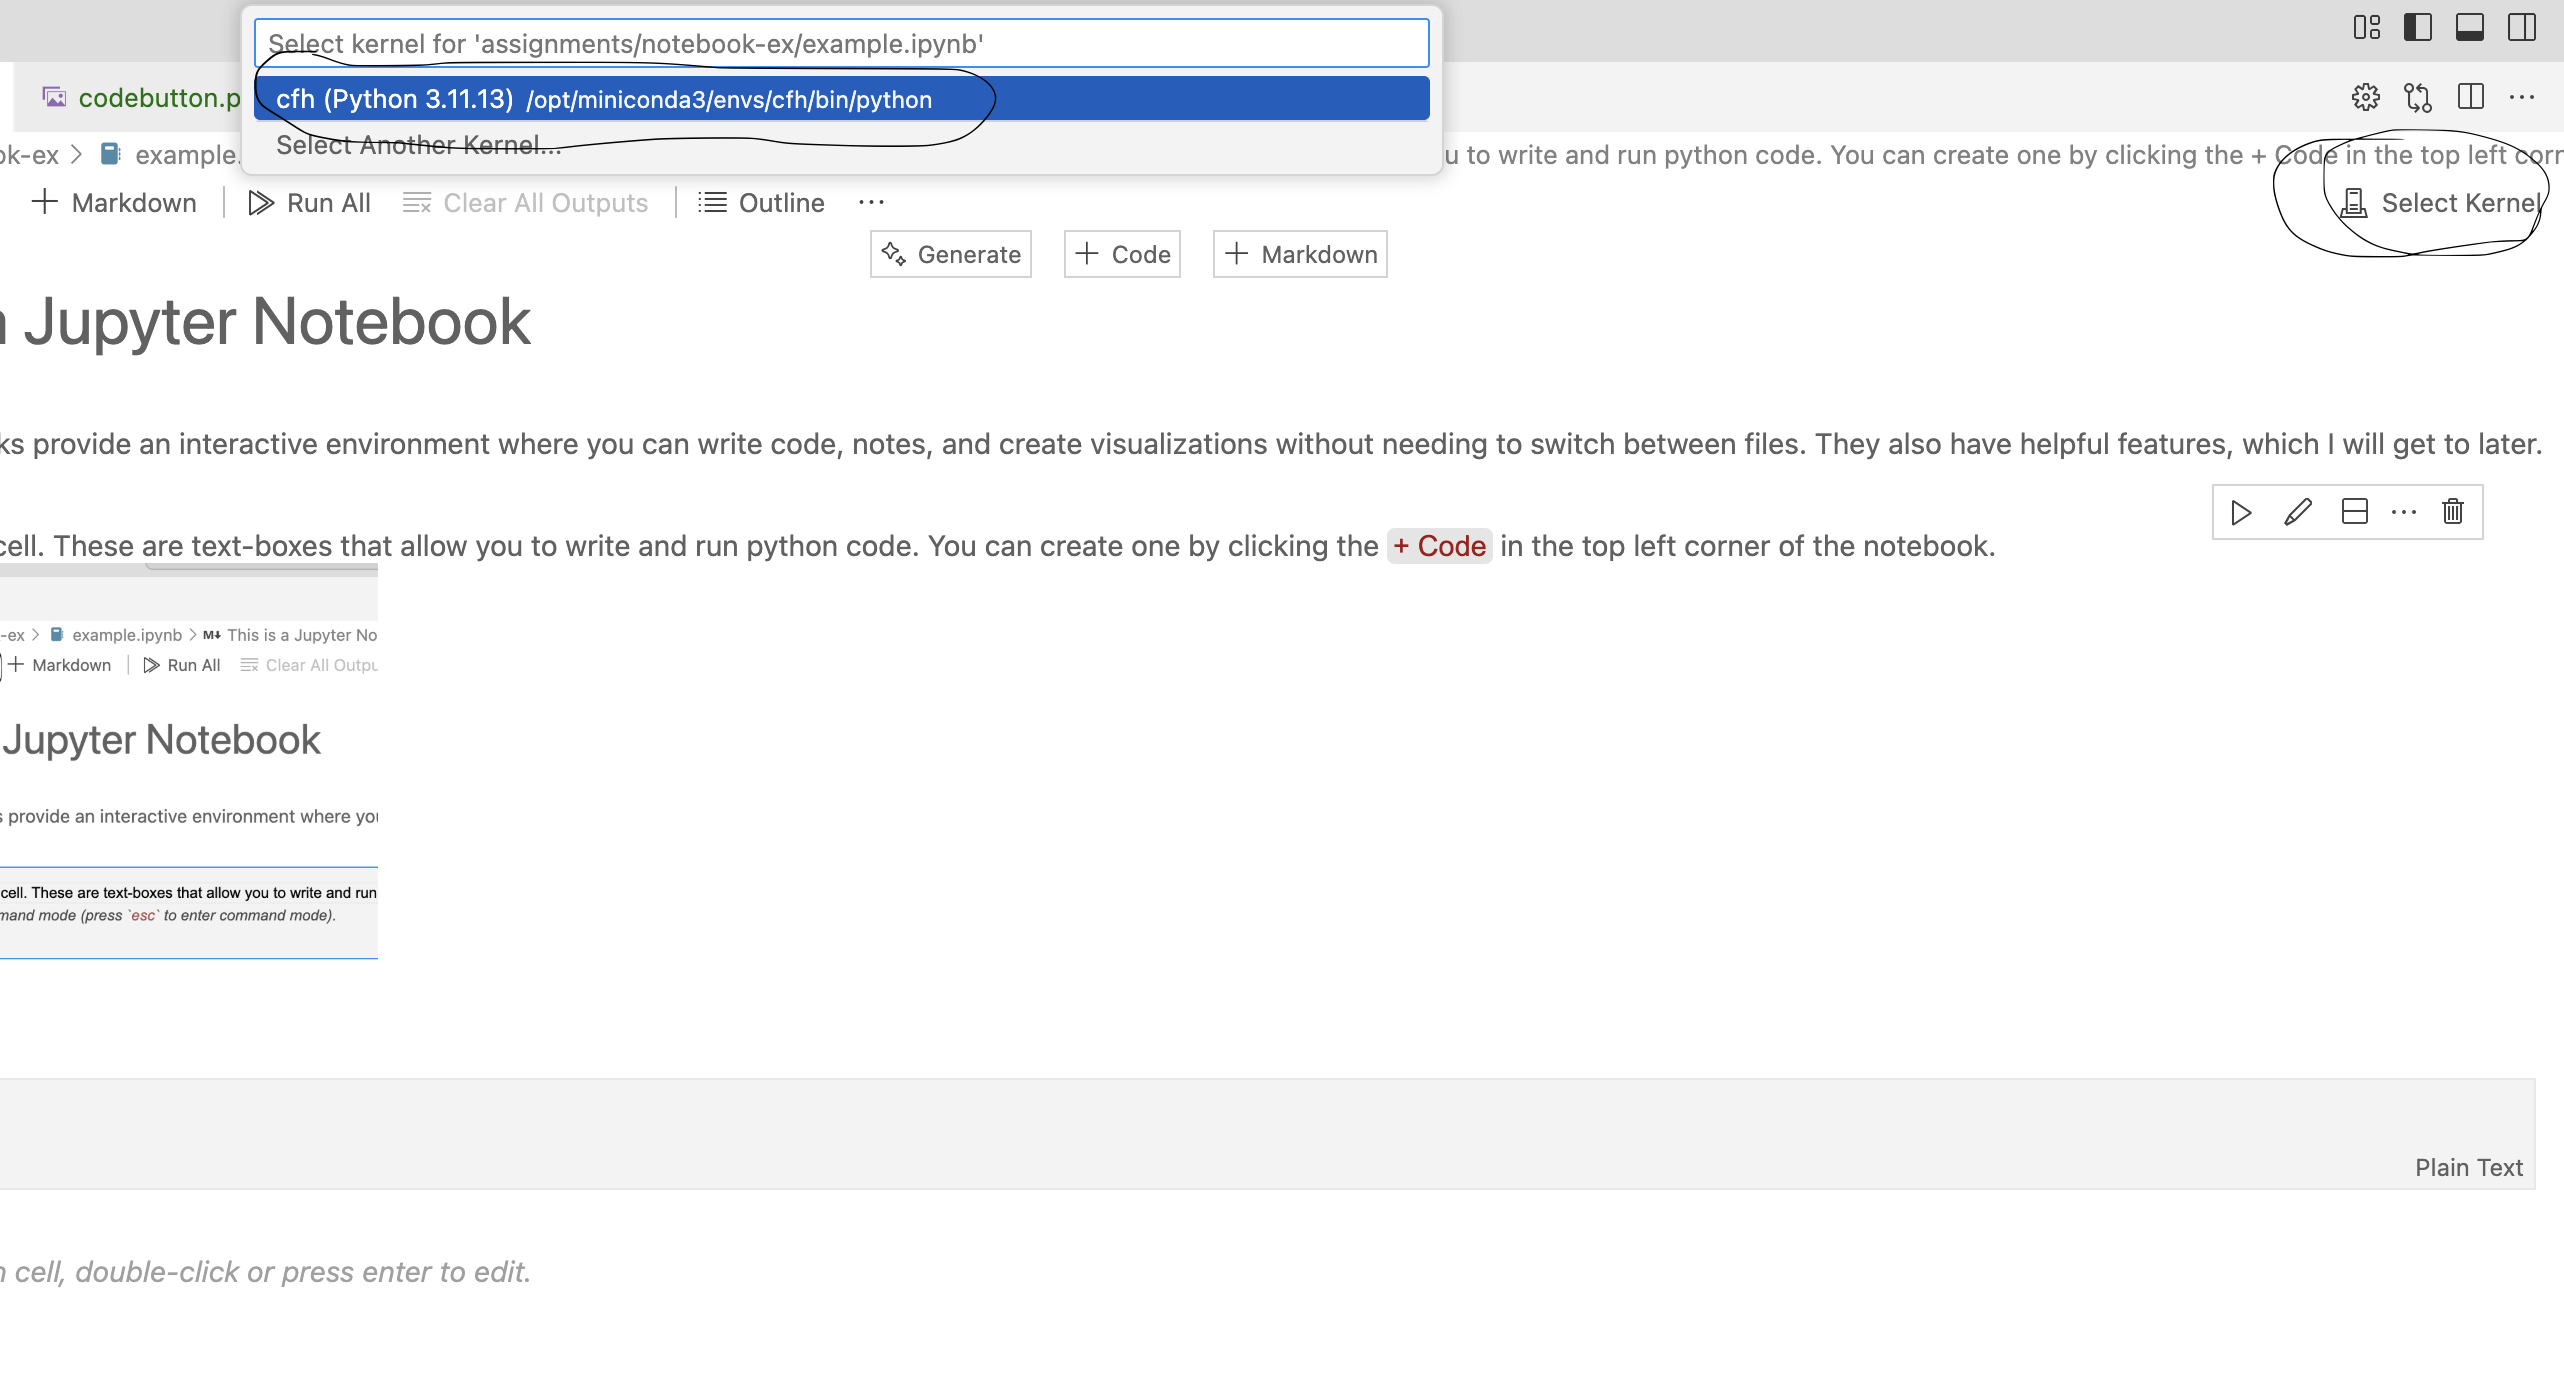 Select kernel for 'assignments/notebook-ex/example.ipynb'
codebutton.p
cfh (Python 3.11.13) /opt/miniconda3/envs/cfh/bin/python
Select Another Kernel...
ok-ex > example. u to write and run python code. You can create one by clicking the + Code in the top left corn
+ Markdown Run All Clear All Outputs Outline ...
Select Kernel
Generate + Code + Markdown
Jupyter Notebook
ks provide an interactive environment where you can write code, notes, and create visualizations without needing to switch between files. They also have helpful features, which I will get to later.
cell. These are text-boxes that allow you to write and run python code. You can create one by clicking the + Code in the top left corner of the notebook.
-ex > example.ipynb > M↓ This is a Jupyter No
+ Markdown Run All Clear All Outpu
Jupyter Notebook
s provide an interactive environment where you
cell. These are text-boxes that allow you to write and run
mand mode (press `esc` to enter command mode).
Plain Text
cell, double-click or press enter to edit.